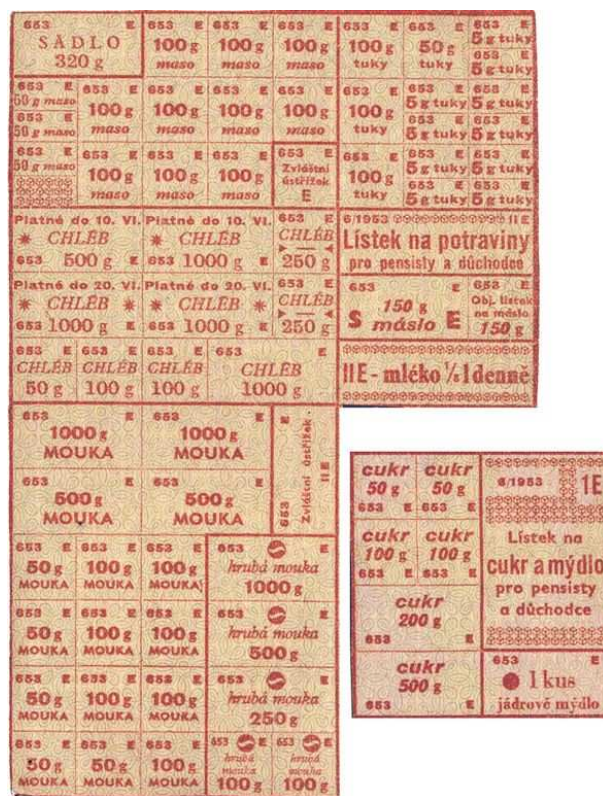 653 E
SÁDLO
320 g
653 E
100 g
maso
653 E
100 g
maso
653 E
100 g
maso
653 E
100 g
tuky
653 E
50 g
tuky
653 E
5 g tuky
653 E
5 g tuky
653 E
50 g maso
653 E
50 g maso
653 E
100 g
maso
653 E
100 g
maso
653 E
100 g
maso
653 E
100 g
maso
653 E
100 g
tuky
653 E
5 g tuky
653 E
5 g tuky
653 E
5 g tuky
653 E
5 g tuky
653 E
50 g maso
653 E
100 g
maso
653 E
100 g
maso
653 E
100 g
maso
653 E
Zvláštní
ústřižek
E
653 E
100 g
tuky
653 E
5 g tuky
653 E
5 g tuky
653 E
5 g tuky
653 E
5 g tuky
Platné do 10. VI.
CHLÉB
653 500 g
Platné do 10. VI.
CHLÉB
653 1000 g
653 E
CHLÉB
250 g
6/1953 II E
Lístek na potraviny
pro pensisty a důchodce
Platné do 20. VI.
CHLÉB
653 1000 g
Platné do 20. VI.
CHLÉB
653 1000 g
653 E
CHLÉB
250 g
653 E
150 g
S máslo E
653 E
Obj. lístek
na máslo
150 g
653 E
CHLÉB
50 g
653 E
CHLÉB
100 g
653 E
CHLÉB
100 g
653 E
CHLÉB
1000 g
II E - mléko ⅛ l denně
653 E
1000 g
MOUKA
653 E
1000 g
MOUKA
653 E
Zvláštní ústřižek.
II E
653 E
500 g
MOUKA
653 E
500 g
MOUKA
653 E
50 g
MOUKA
653 E
100 g
MOUKA
653 E
100 g
MOUKA
653 E
hrubá mouka
1000 g
653 E
50 g
MOUKA
653 E
100 g
MOUKA
653 E
100 g
MOUKA
653 E
hrubá mouka
500 g
653 E
50 g
MOUKA
653 E
100 g
MOUKA
653 E
100 g
MOUKA
653 E
hrubá mouka
250 g
653 E
50 g
MOUKA
653 E
50 g
MOUKA
653 E
100 g
MOUKA
653 E
hrubá
mouka
100 g
653 E
hrubá
mouka
100 g
cukr
50 g
653 E
cukr
50 g
653 E
6/1953 1E
Lístek na
cukr a mýdlo
pro pensisty
a důchodce
cukr
100 g
653 E
cukr
100 g
653 E
cukr
200 g
653 E
cukr
500 g
653 E
653 E
1 kus
jádrové mýdlo